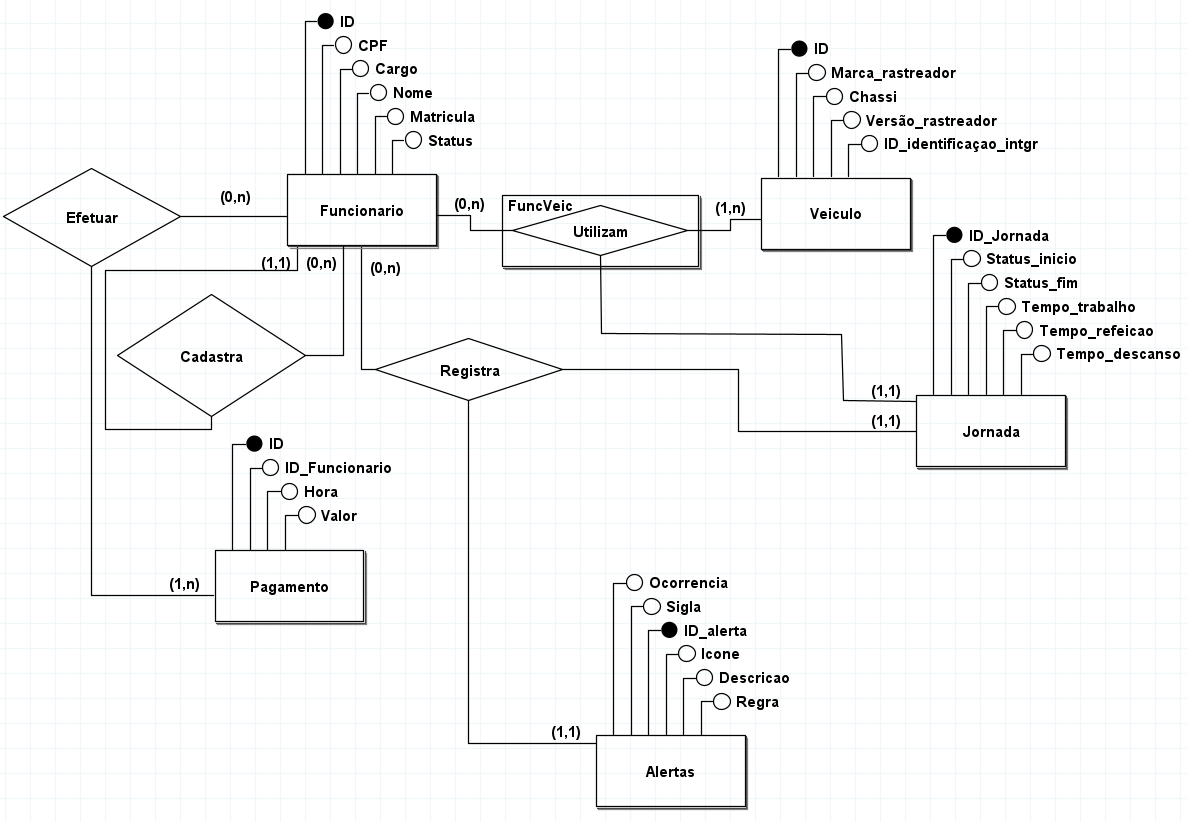 ID
CPF
Cargo
Nome
Matricula
Status
Funcionario
ID
Marca_rastreador
Chassi
Versão_rastreador
ID_identificaçao_intgr
Veiculo
Efetuar
(0,n)
(0,n)
FuncVeic
Utilizam
(1,n)
(1,1)
(0,n)
(0,n)
ID_Jornada
Status_inicio
Status_fim
Tempo_trabalho
Tempo_refeicao
Tempo_descanso
Cadastra
Registra
(1,1)
(1,1)
Jornada
ID
ID_Funcionario
Hora
Valor
(1,n)
Pagamento
Ocorrencia
Sigla
ID_alerta
Icone
Descricao
Regra
(1,1)
Alertas